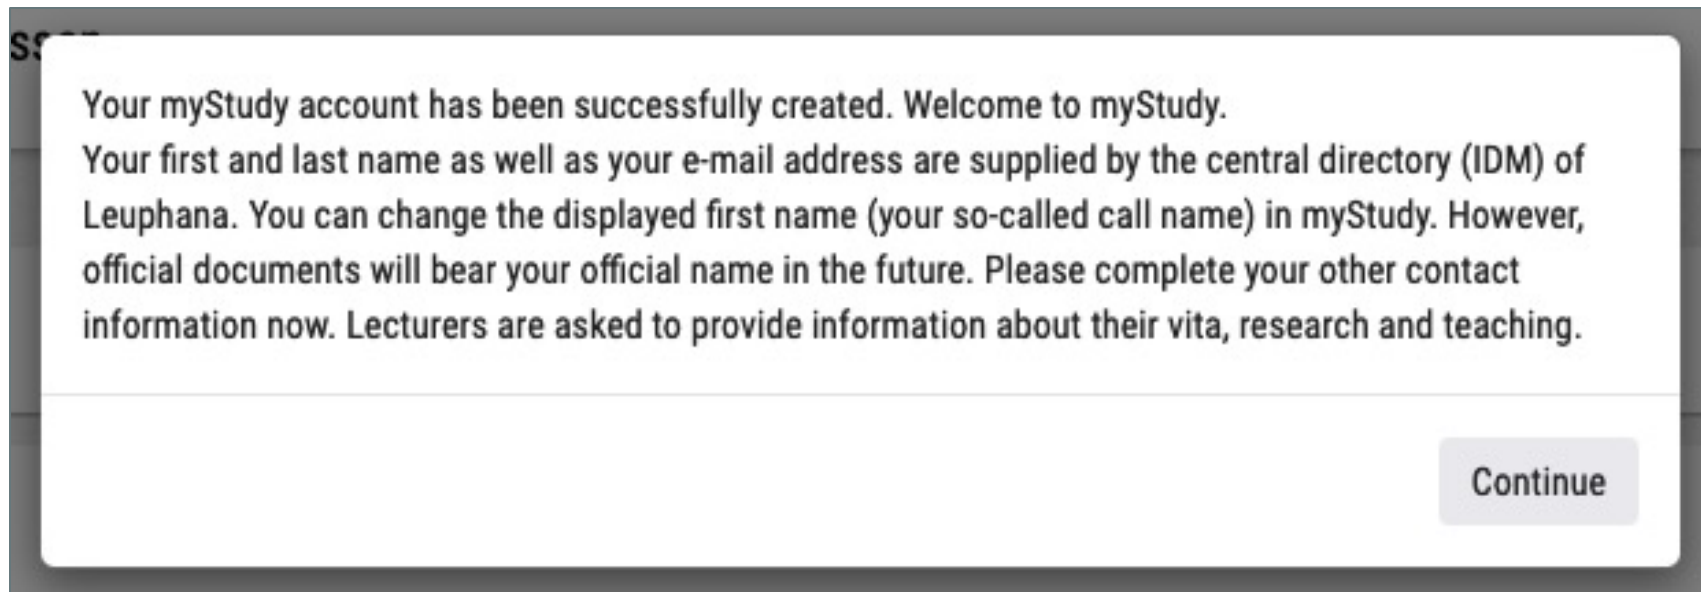 Your myStudy account has been successfully created. Welcome to myStudy.
Your first and last name as well as your e-mail address are supplied by the central directory (IDM) of
Leuphana. You can change the displayed first name (your so-called call name) in myStudy. However,
official documents will bear your official name in the future. Please complete your other contact
information now. Lecturers are asked to provide information about their vita, research and teaching.
Continue